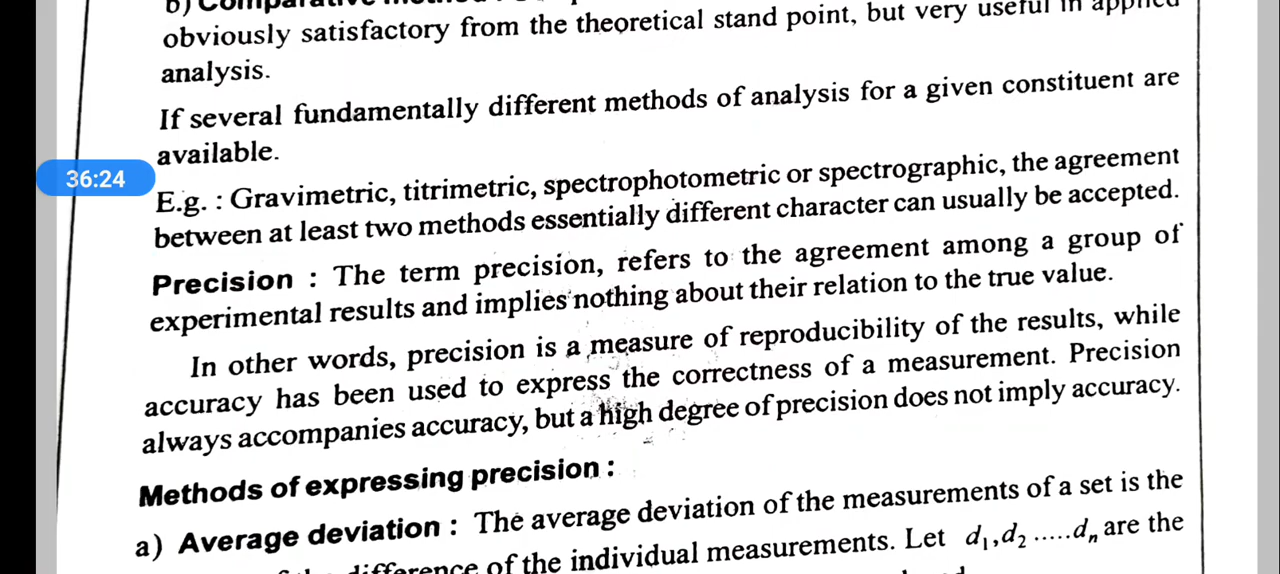 b) Comparative method :
obviously satisfactory from the theoretical stand point, but very useful in applied
analysis.
If several fundamentally different methods of analysis for a given constituent are
available.
36:24
E.g. : Gravimetric, titrimetric, spectrophotometric or spectrographic, the agreement
between at least two methods essentially different character can usually be accepted.
Precision : The term precision, refers to the agreement among a group of
experimental results and implies nothing about their relation to the true value.
In other words, precision is a measure of reproducibility of the results, while
accuracy has been used to express the correctness of a measurement. Precision
always accompanies accuracy, but a high degree of precision does not imply accuracy.
Methods of expressing precision :
a) Average deviation : The average deviation of the measurements of a set is the
difference of the individual measurements. Let d₁,d₂ .....dₙ are the